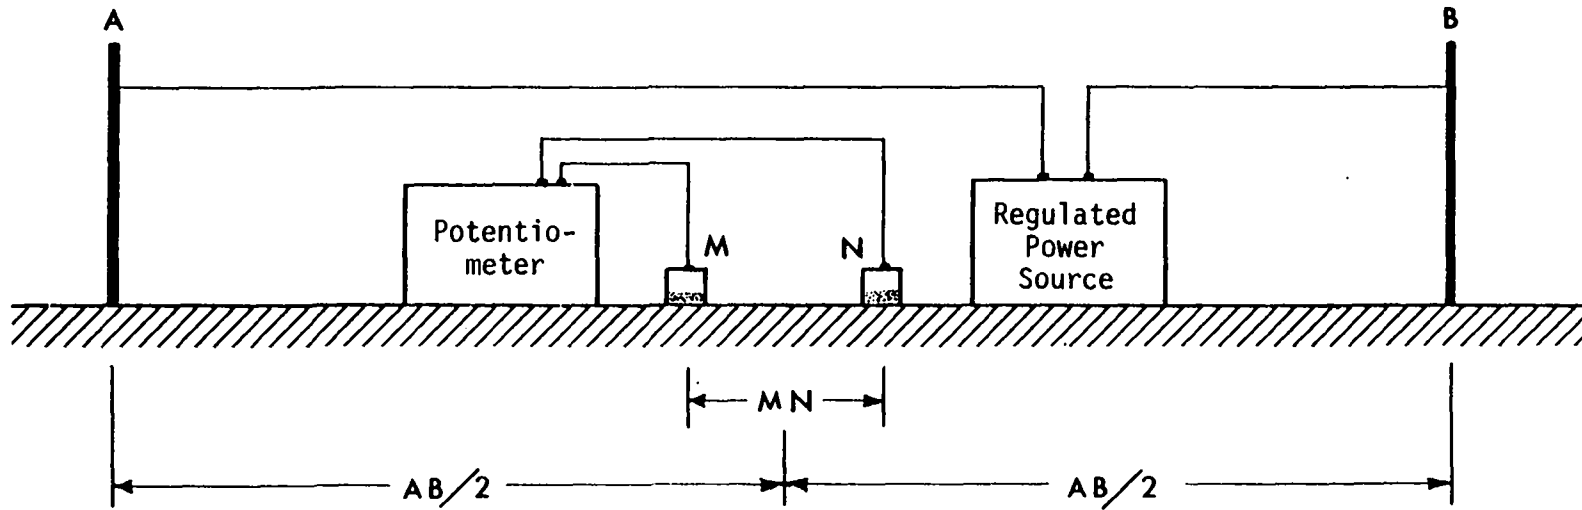 A
B
Potentio-
meter
M
N
Regulated
Power
Source
MN
AB/2
AB/2